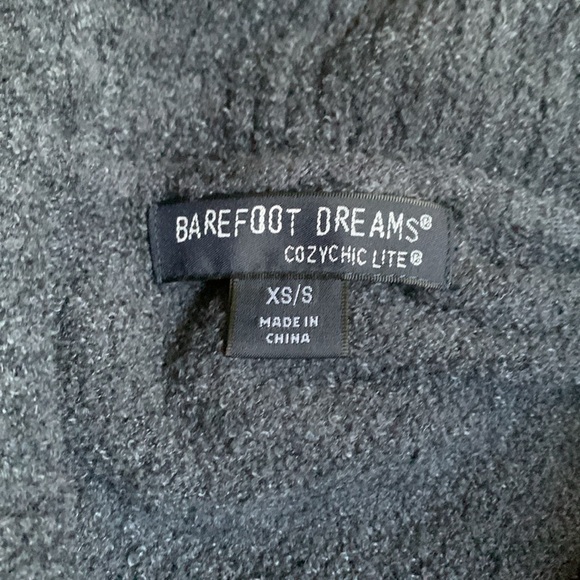 BAREFOOT DREAMS®
COZYCHIC LITE®
XS/S
MADE IN
CHINA